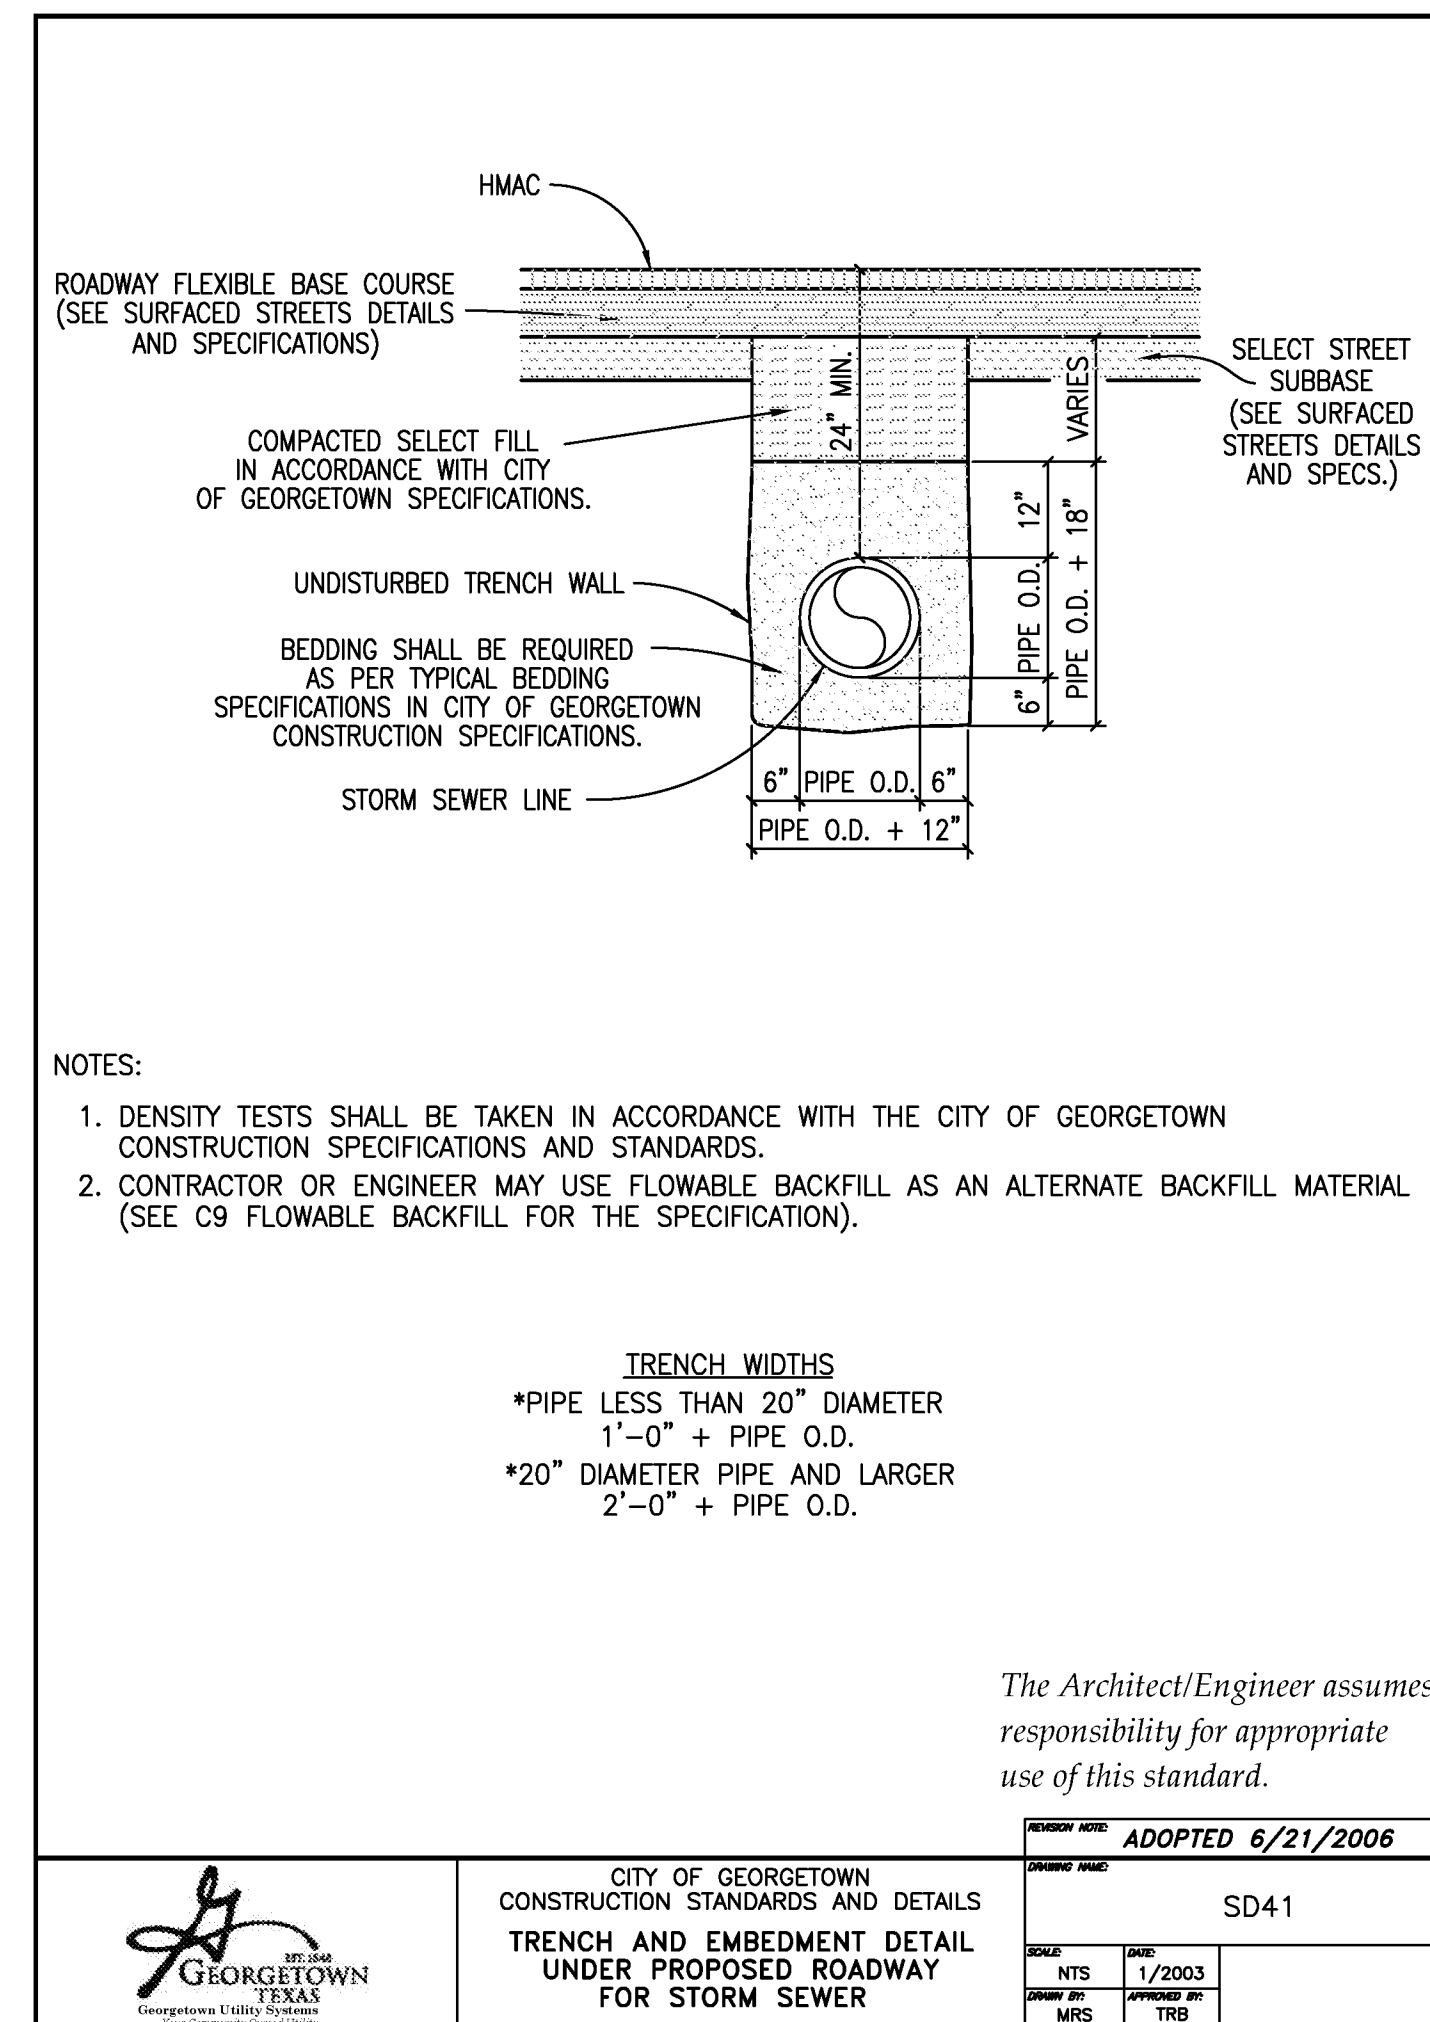 HMAC
ROADWAY FLEXIBLE BASE COURSE
(SEE SURFACED STREETS DETAILS
AND SPECIFICATIONS)
SELECT STREET
SUBBASE
(SEE SURFACED
STREETS DETAILS
AND SPECS.)
24" MIN.
VARIES
COMPACTED SELECT FILL
IN ACCORDANCE WITH CITY
OF GEORGETOWN SPECIFICATIONS.
12"
PIPE O.D.
6"
PIPE O.D. + 18"
UNDISTURBED TRENCH WALL
BEDDING SHALL BE REQUIRED
AS PER TYPICAL BEDDING
SPECIFICATIONS IN CITY OF GEORGETOWN
CONSTRUCTION SPECIFICATIONS.
STORM SEWER LINE
6" PIPE O.D. 6"
PIPE O.D. + 12"
NOTES:
1. DENSITY TESTS SHALL BE TAKEN IN ACCORDANCE WITH THE CITY OF GEORGETOWN
CONSTRUCTION SPECIFICATIONS AND STANDARDS.
2. CONTRACTOR OR ENGINEER MAY USE FLOWABLE BACKFILL AS AN ALTERNATE BACKFILL MATERIAL
(SEE C9 FLOWABLE BACKFILL FOR THE SPECIFICATION).
TRENCH WIDTHS
*PIPE LESS THAN 20" DIAMETER
1'-0" + PIPE O.D.
*20" DIAMETER PIPE AND LARGER
2'-0" + PIPE O.D.
The Architect/Engineer assumes
responsibility for appropriate
use of this standard.
REVISION NOTE:
ADOPTED 6/21/2006
EST. 1848
GEORGETOWN
TEXAS
Georgetown Utility Systems
Your Community Owned Utility
CITY OF GEORGETOWN
CONSTRUCTION STANDARDS AND DETAILS
TRENCH AND EMBEDMENT DETAIL
UNDER PROPOSED ROADWAY
FOR STORM SEWER
DRAWING NAME:
SD41
SCALE:
NTS
DATE:
1/2003
DRAWN BY:
MRS
APPROVED BY:
TRB